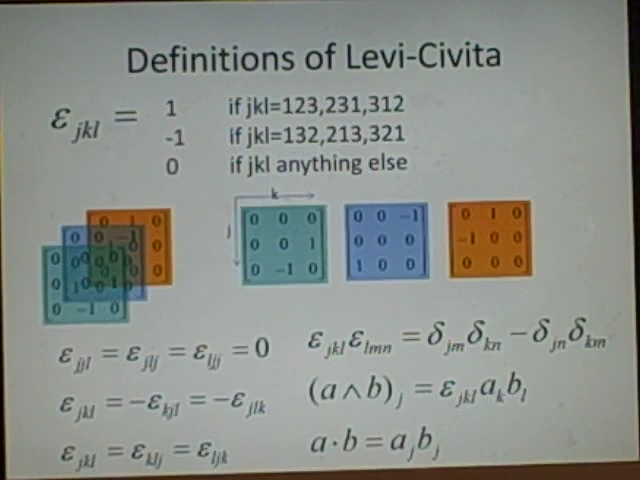 Definitions of Levi-Civita
ε_jkl = 1 if jkl=123,231,312
-1 if jkl=132,213,321
0 if jkl anything else
k
j
0 0 0
0 0 1
0 −1 0
0 0 −1
0 0 0
1 0 0
0 1 0
−1 0 0
0 0 0
ε_jjl = ε_jlj = ε_ljj = 0
ε_jkl ε_lmn = δ_jm δ_kn − δ_jn δ_km
ε_jkl = −ε_kjl = −ε_jlk
(a ∧ b)_j = ε_jkl a_k b_l
ε_jkl = ε_klj = ε_ljk
a · b = a_j b_j